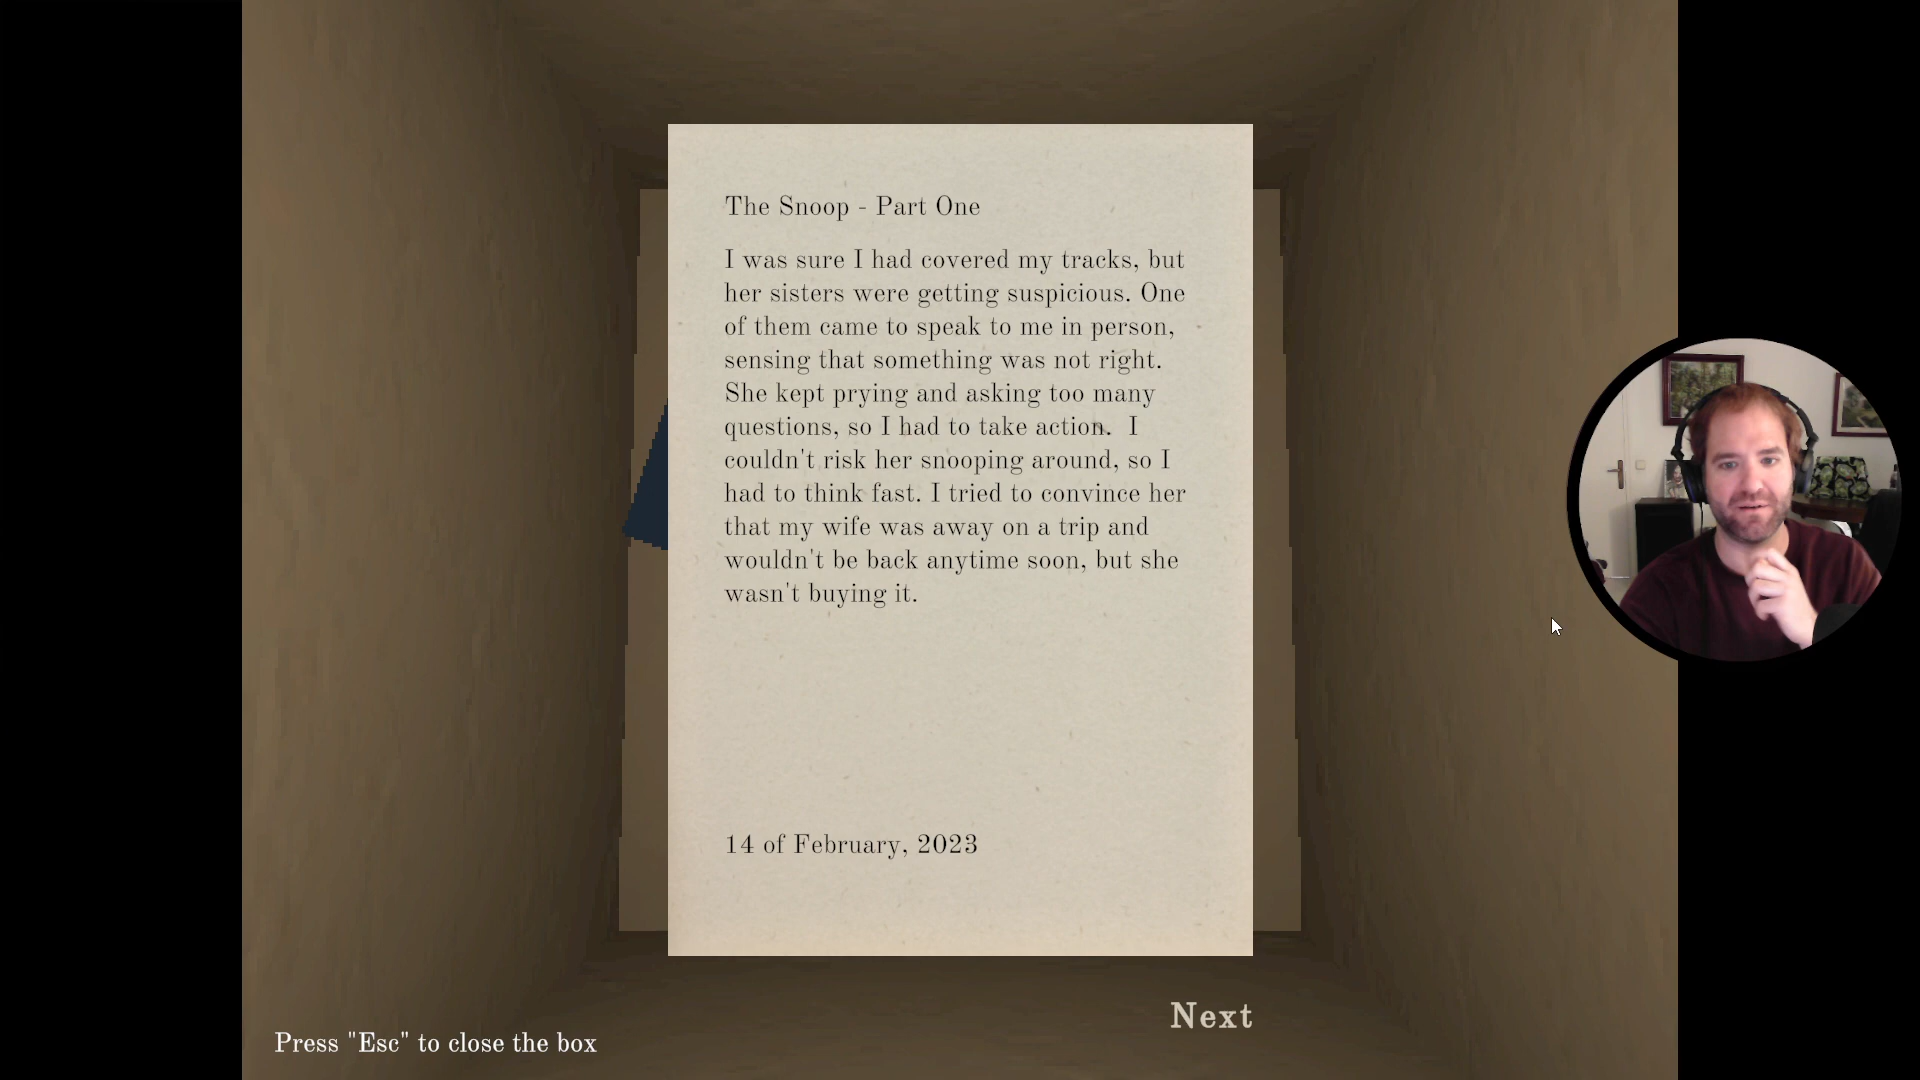 The Snoop - Part One
I was sure I had covered my tracks, but
her sisters were getting suspicious. One
of them came to speak to me in person,
sensing that something was not right.
She kept prying and asking too many
questions, so I had to take action.  I
couldn't risk her snooping around, so I
had to think fast. I tried to convince her
that my wife was away on a trip and
wouldn't be back anytime soon, but she
wasn't buying it.
14 of February, 2023
Next
Press "Esc" to close the box